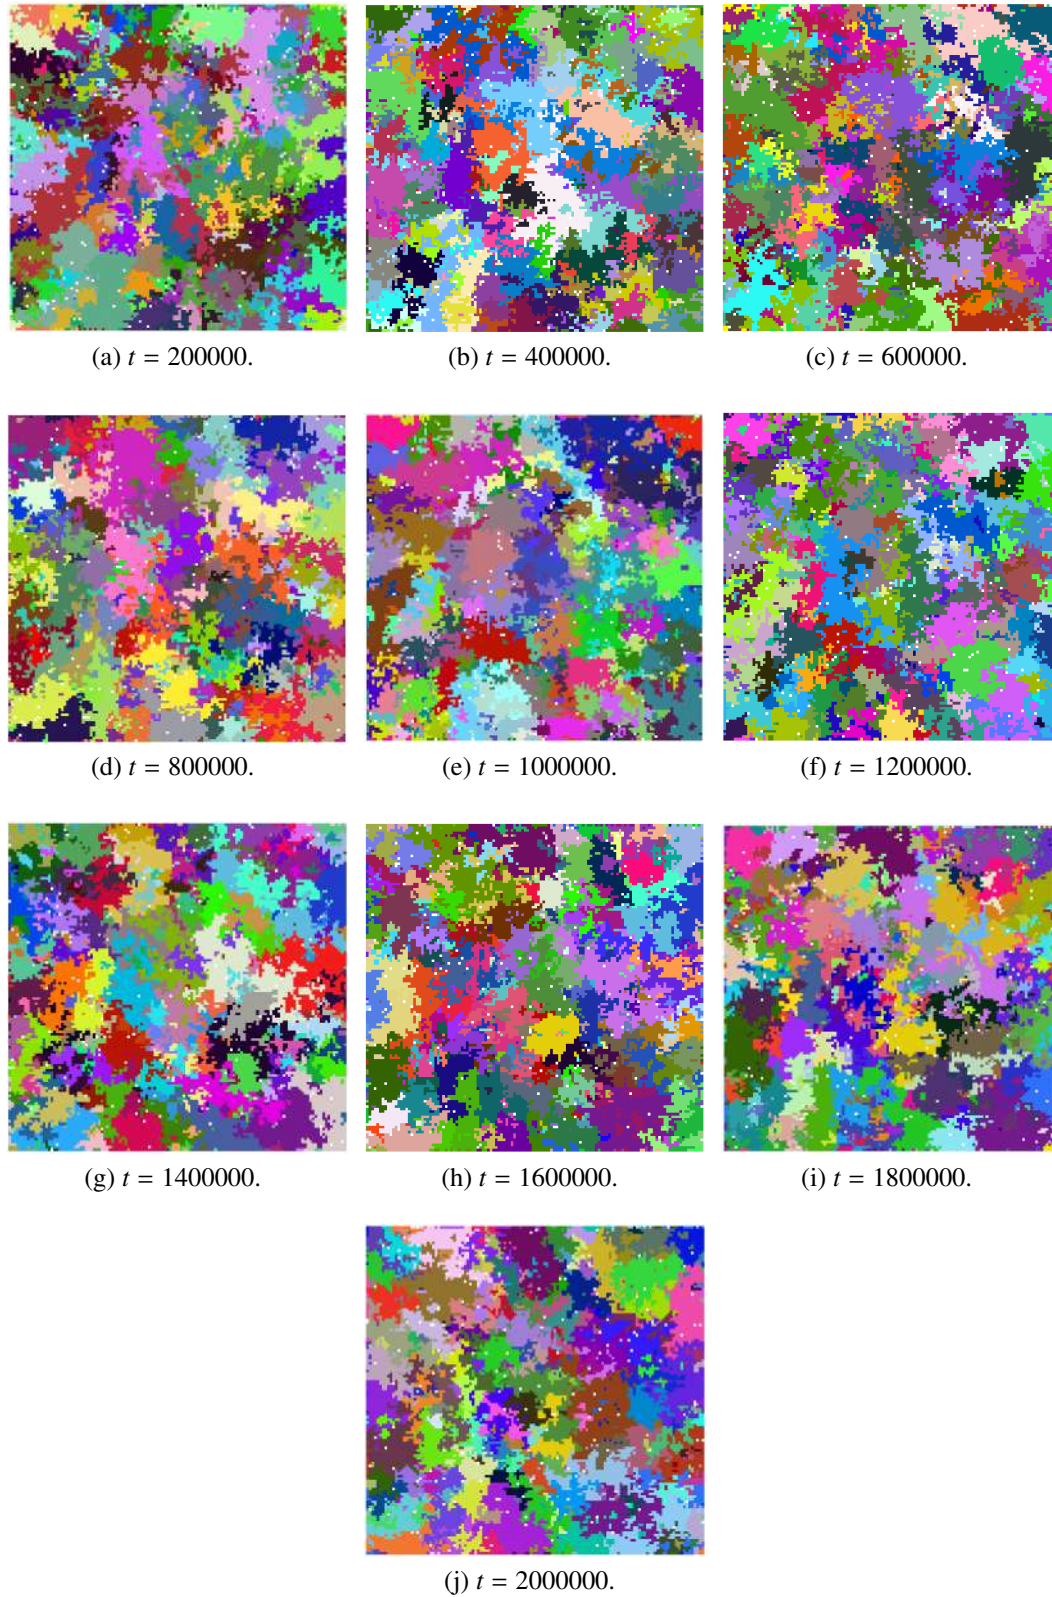 (a) t = 200000.
(b) t = 400000.
(c) t = 600000.
(d) t = 800000.
(e) t = 1000000.
(f) t = 1200000.
(g) t = 1400000.
(h) t = 1600000.
(i) t = 1800000.
(j) t = 2000000.